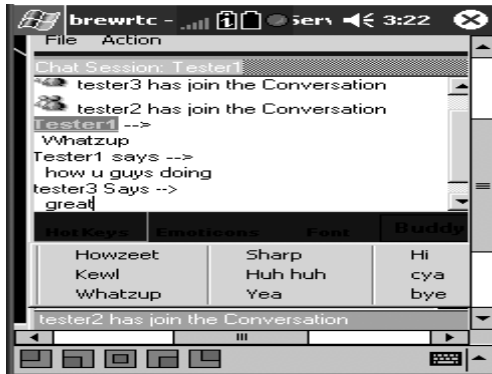 brewrtc - Serv 3:22
File Action
Chat Session: Tester1
tester3 has join the Conversation
tester2 has join the Conversation
Tester1 -->
Whatzup
Tester1 says -->
how u guys doing
tester3 Says -->
great
HotKeys Emoticons Font Buddy
Howzeet Sharp Hi
Kewl Huh huh cya
Whatzup Yea bye
tester2 has join the Conversation